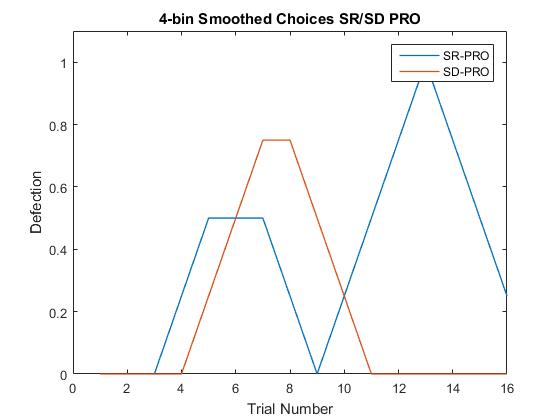 4-bin Smoothed Choices SR/SD PRO
SR-PRO
SD-PRO
1
0.8
0.6
0.4
0.2
0
Defection
0 2 4 6 8 10 12 14 16
Trial Number